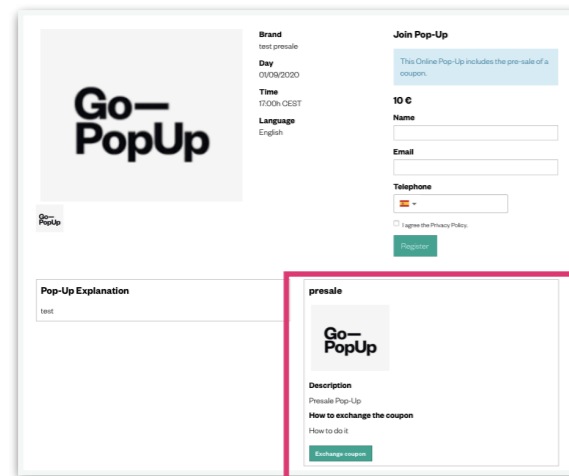 Go—
PopUp
Go—
PopUp
Brand
test presale
Day
01/09/2020
Time
17:00h CEST
Language
English
Join Pop-Up
This Online Pop-Up includes the pre-sale of a
coupon.
10 €
Name
Email
Telephone
I agree the Privacy Policy.
Register
Pop-Up Explanation
test
presale
Go—
PopUp
Description
Presale Pop-Up
How to exchange the coupon
How to do it
Exchange coupon